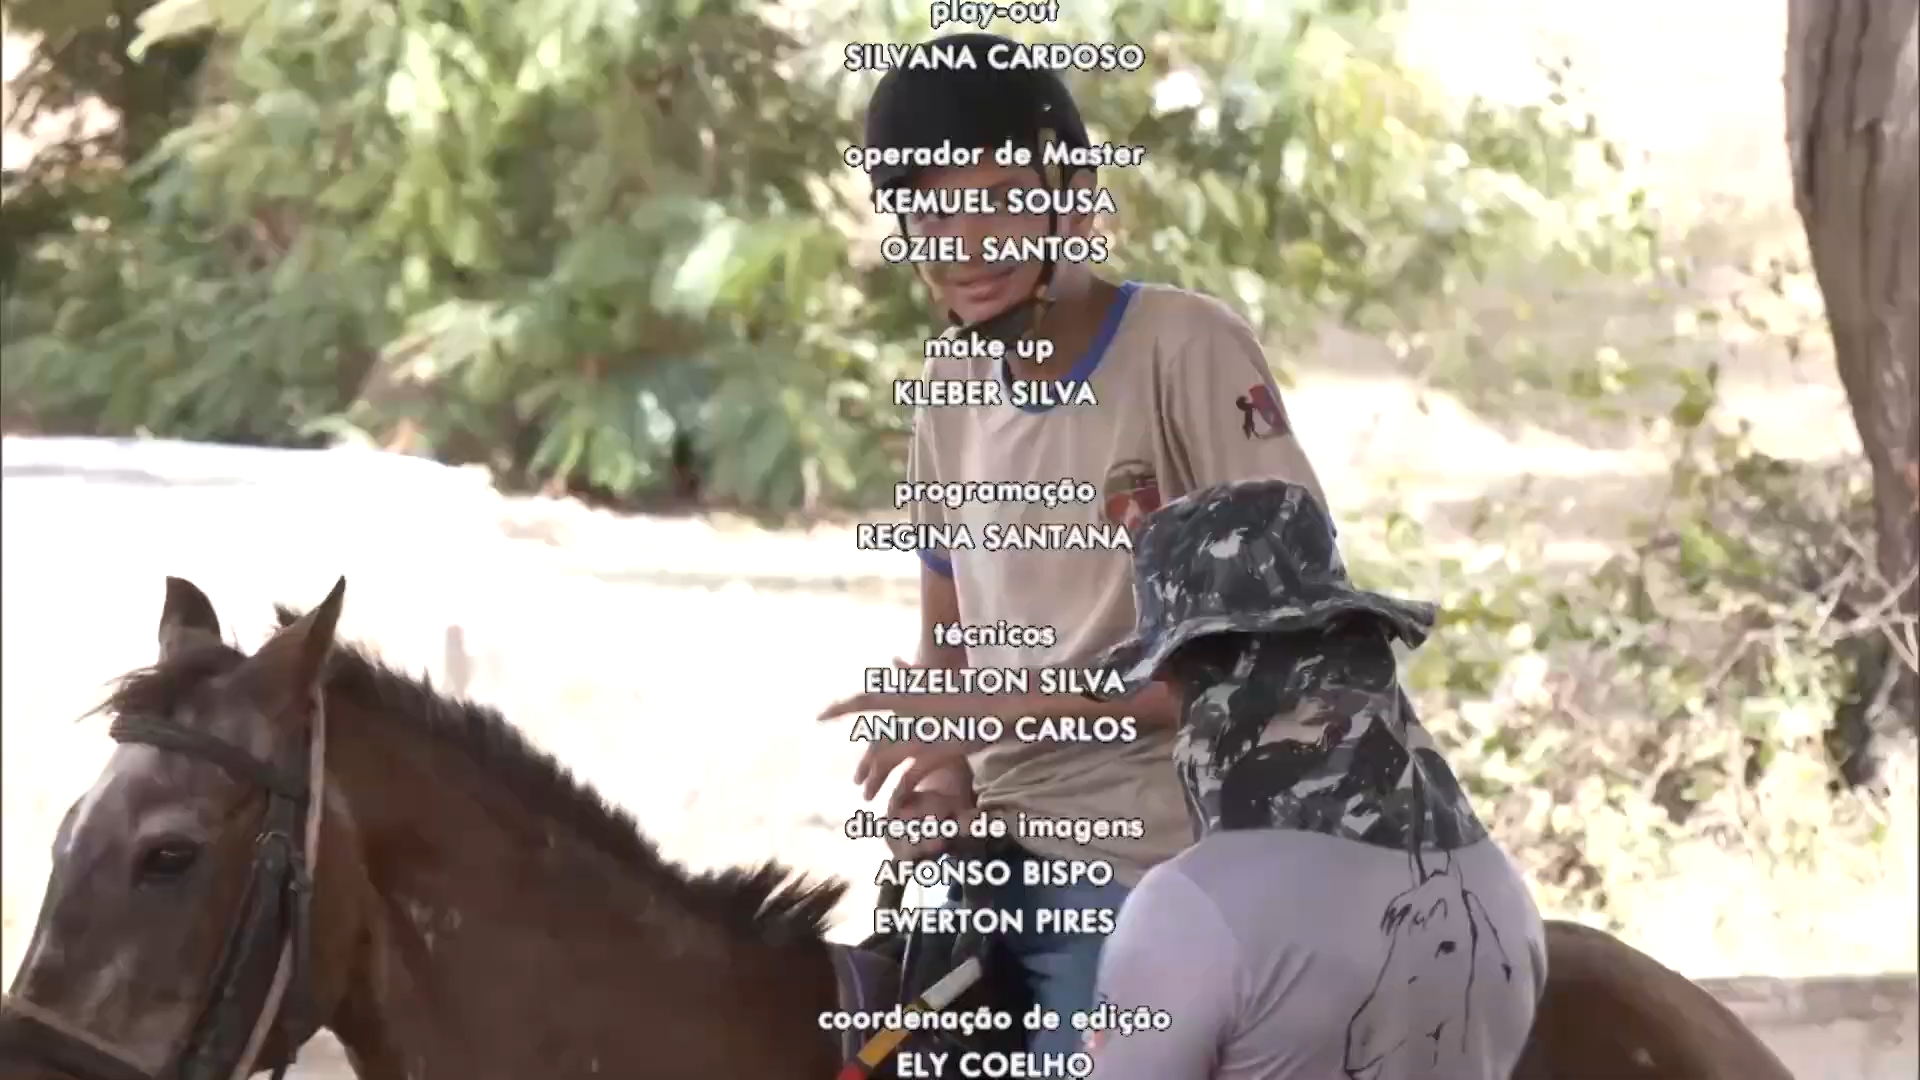 play-out
SILVANA CARDOSO
operador de Master
KEMUEL SOUSA
OZIEL SANTOS
make up
KLEBER SILVA
programação
REGINA SANTANA
técnicos
ELIZELTON SILVA
ANTONIO CARLOS
direção de imagens
AFONSO BISPO
EWERTON PIRES
coordenação de edição
ELY COELHO